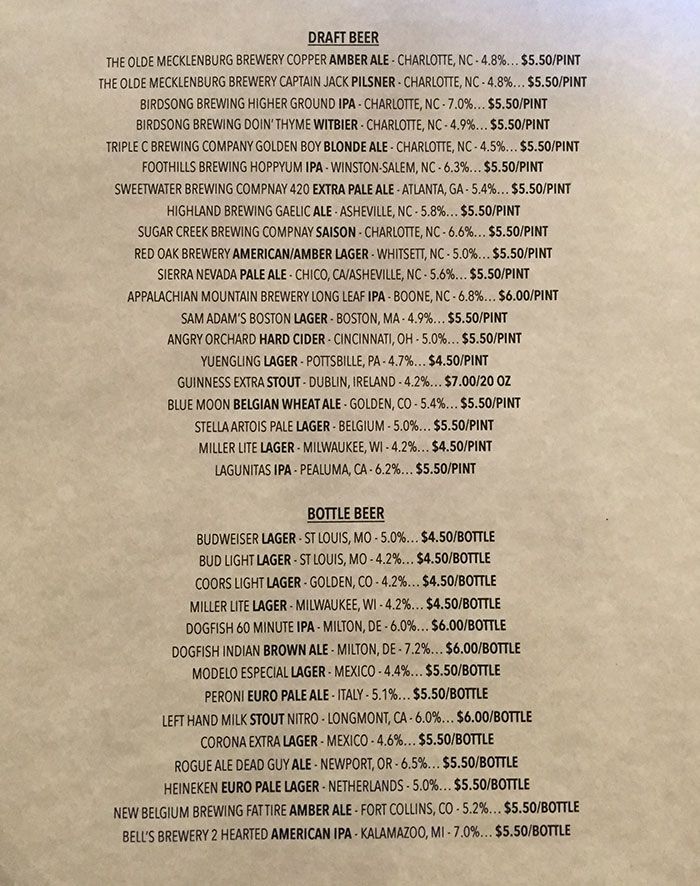 DRAFT BEER
THE OLDE MECKLENBURG BREWERY COPPER AMBER ALE - CHARLOTTE, NC - 4.8%... $5.50/PINT
THE OLDE MECKLENBURG BREWERY CAPTAIN JACK PILSNER - CHARLOTTE, NC - 4.8%... $5.50/PINT
BIRDSONG BREWING HIGHER GROUND IPA - CHARLOTTE, NC - 7.0%... $5.50/PINT
BIRDSONG BREWING DOIN' THYME WITBIER - CHARLOTTE, NC - 4.9%... $5.50/PINT
TRIPLE C BREWING COMPANY GOLDEN BOY BLONDE ALE - CHARLOTTE, NC - 4.5%... $5.50/PINT
FOOTHILLS BREWING HOPPYUM IPA - WINSTON-SALEM, NC - 6.3%... $5.50/PINT
SWEETWATER BREWING COMPNAY 420 EXTRA PALE ALE - ATLANTA, GA - 5.4%... $5.50/PINT
HIGHLAND BREWING GAELIC ALE - ASHEVILLE, NC - 5.8%... $5.50/PINT
SUGAR CREEK BREWING COMPNAY SAISON - CHARLOTTE, NC - 6.6%... $5.50/PINT
RED OAK BREWERY AMERICAN/AMBER LAGER - WHITSETT, NC - 5.0%... $5.50/PINT
SIERRA NEVADA PALE ALE - CHICO, CA/ASHEVILLE, NC - 5.6%... $5.50/PINT
APPALACHIAN MOUNTAIN BREWERY LONG LEAF IPA - BOONE, NC - 6.8%... $6.00/PINT
SAM ADAM'S BOSTON LAGER - BOSTON, MA - 4.9%... $5.50/PINT
ANGRY ORCHARD HARD CIDER - CINCINNATI, OH - 5.0%... $5.50/PINT
YUENGLING LAGER - POTTSBILLE, PA - 4.7%... $4.50/PINT
GUINNESS EXTRA STOUT - DUBLIN, IRELAND - 4.2%... $7.00/20 OZ
BLUE MOON BELGIAN WHEAT ALE - GOLDEN, CO - 5.4%... $5.50/PINT
STELLA ARTOIS PALE LAGER - BELGIUM - 5.0%... $5.50/PINT
MILLER LITE LAGER - MILWAUKEE, WI - 4.2%... $4.50/PINT
LAGUNITAS IPA - PEALUMA, CA - 6.2%... $5.50/PINT
BOTTLE BEER
BUDWEISER LAGER - ST LOUIS, MO - 5.0%... $4.50/BOTTLE
BUD LIGHT LAGER - ST LOUIS, MO - 4.2%... $4.50/BOTTLE
COORS LIGHT LAGER - GOLDEN, CO - 4.2%... $4.50/BOTTLE
MILLER LITE LAGER - MILWAUKEE, WI - 4.2%... $4.50/BOTTLE
DOGFISH 60 MINUTE IPA - MILTON, DE - 6.0%... $6.00/BOTTLE
DOGFISH INDIAN BROWN ALE - MILTON, DE - 7.2%... $6.00/BOTTLE
MODELO ESPECIAL LAGER - MEXICO - 4.4%... $5.50/BOTTLE
PERONI EURO PALE ALE - ITALY - 5.1%... $5.50/BOTTLE
LEFT HAND MILK STOUT NITRO - LONGMONT, CA - 6.0%... $6.00/BOTTLE
CORONA EXTRA LAGER - MEXICO - 4.6%... $5.50/BOTTLE
ROGUE ALE DEAD GUY ALE - NEWPORT, OR - 6.5%... $5.50/BOTTLE
HEINEKEN EURO PALE LAGER - NETHERLANDS - 5.0%... $5.50/BOTTLE
NEW BELGIUM BREWING FAT TIRE AMBER ALE - FORT COLLINS, CO - 5.2%... $5.50/BOTTLE
BELL'S BREWERY 2 HEARTED AMERICAN IPA - KALAMAZOO, MI - 7.0%... $5.50/BOTTLE